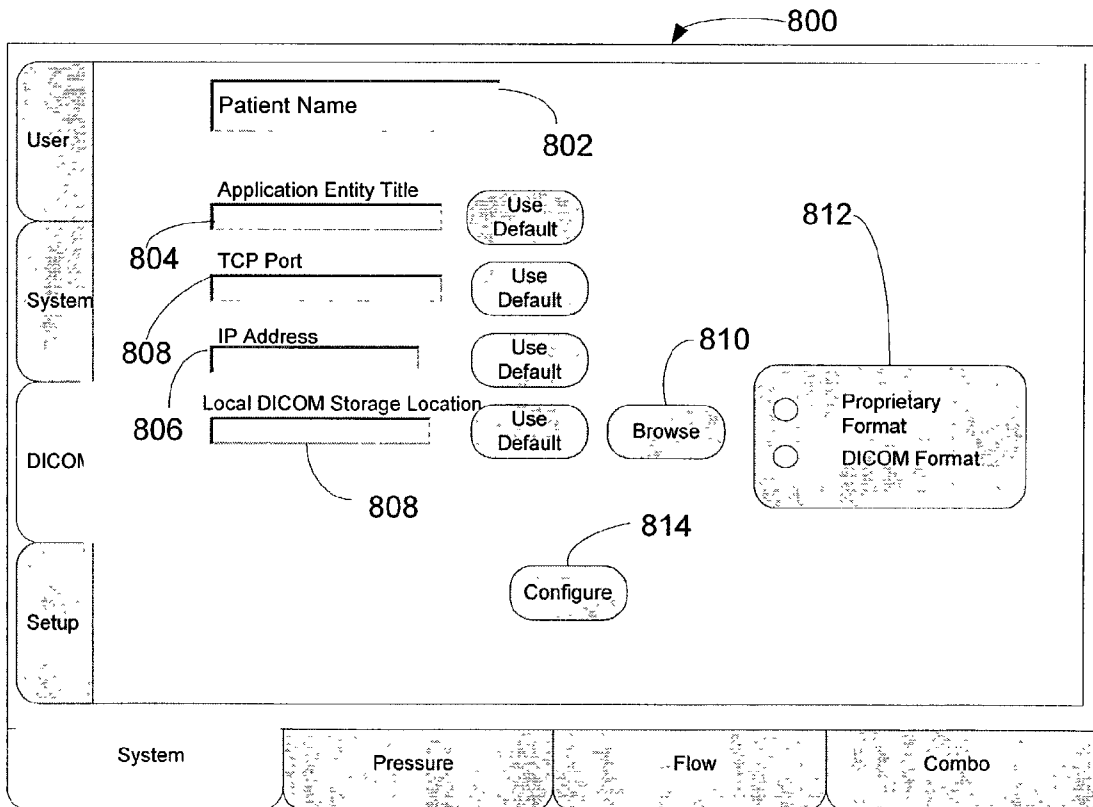 800
Patient Name
802
User
Application Entity Title
Use
Default
804
812
TCP Port
Use
Default
System
808
IP Address
Use
Default
810
806
Local DICOM Storage Location
Use
Default
Browse
Proprietary
Format
DICOM Format
DICOM
808
814
Configure
Setup
System
Pressure
Flow
Combo